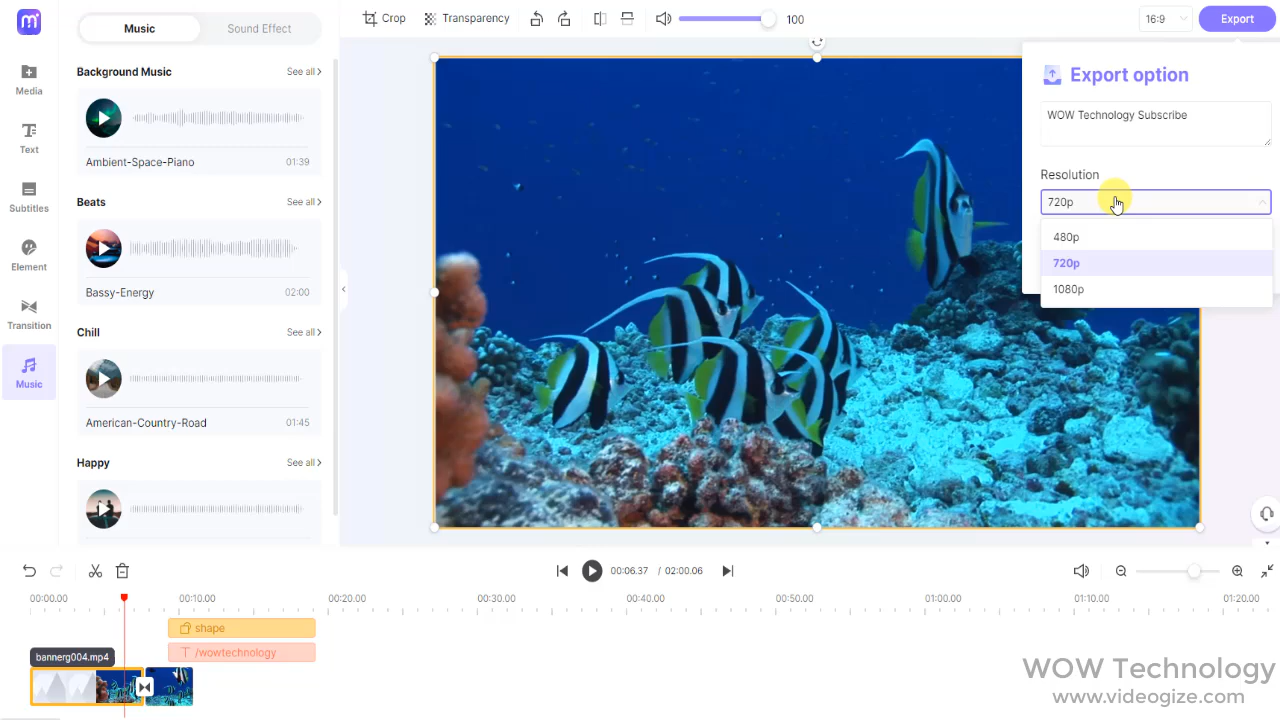 Music
Sound Effect
Crop
Transparency
100
16:9
Export
Media
Text
Subtitles
Element
Transition
Music
Background Music
See all
Ambient-Space-Piano
01:39
Beats
See all
Bassy-Energy
02:00
Chill
See all
American-Country-Road
01:45
Happy
See all
Export option
WOW Technology Subscribe
Resolution
720p
480p
720p
1080p
00:06.37 / 02:00.06
00:00.00
00:10.00
00:20.00
00:30.00
00:40.00
00:50.00
01:00.00
01:10.00
01:20.00
shape
/wowtechnology
bannerg004.mp4
WOW Technology
www.videogize.com